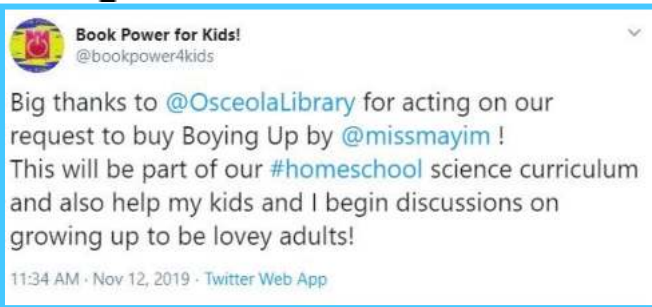 Book Power for Kids!
@bookpower4kids
Big thanks to @OsceolaLibrary for acting on our
request to buy Boying Up by @missmayim !
This will be part of our #homeschool science curriculum
and also help my kids and I begin discussions on
growing up to be lovey adults!
11:34 AM · Nov 12, 2019 · Twitter Web App